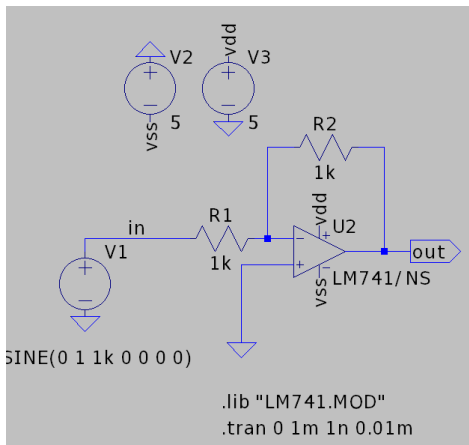 V2
vdd
V3
vss
5
5
R2
1k
in
R1
vdd
U2
V1
1k
out
vss
LM741/NS
SINE(0 1 1k 0 0 0 0)
.lib "LM741.MOD"
.tran 0 1m 1n 0.01m